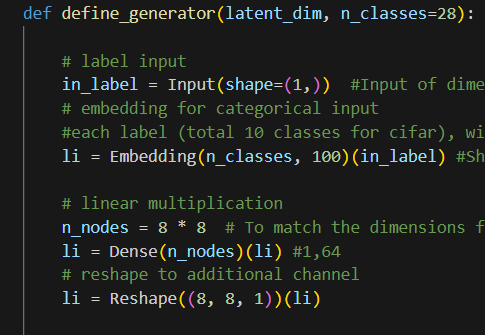 def define_generator(latent_dim, n_classes=28):
# label input
in_label = Input(shape=(1,))  #Input of dime
# embedding for categorical input
#each label (total 10 classes for cifar), wi
li = Embedding(n_classes, 100)(in_label) #Sh
# linear multiplication
n_nodes = 8 * 8  # To match the dimensions f
li = Dense(n_nodes)(li) #1,64
# reshape to additional channel
li = Reshape((8, 8, 1))(li)